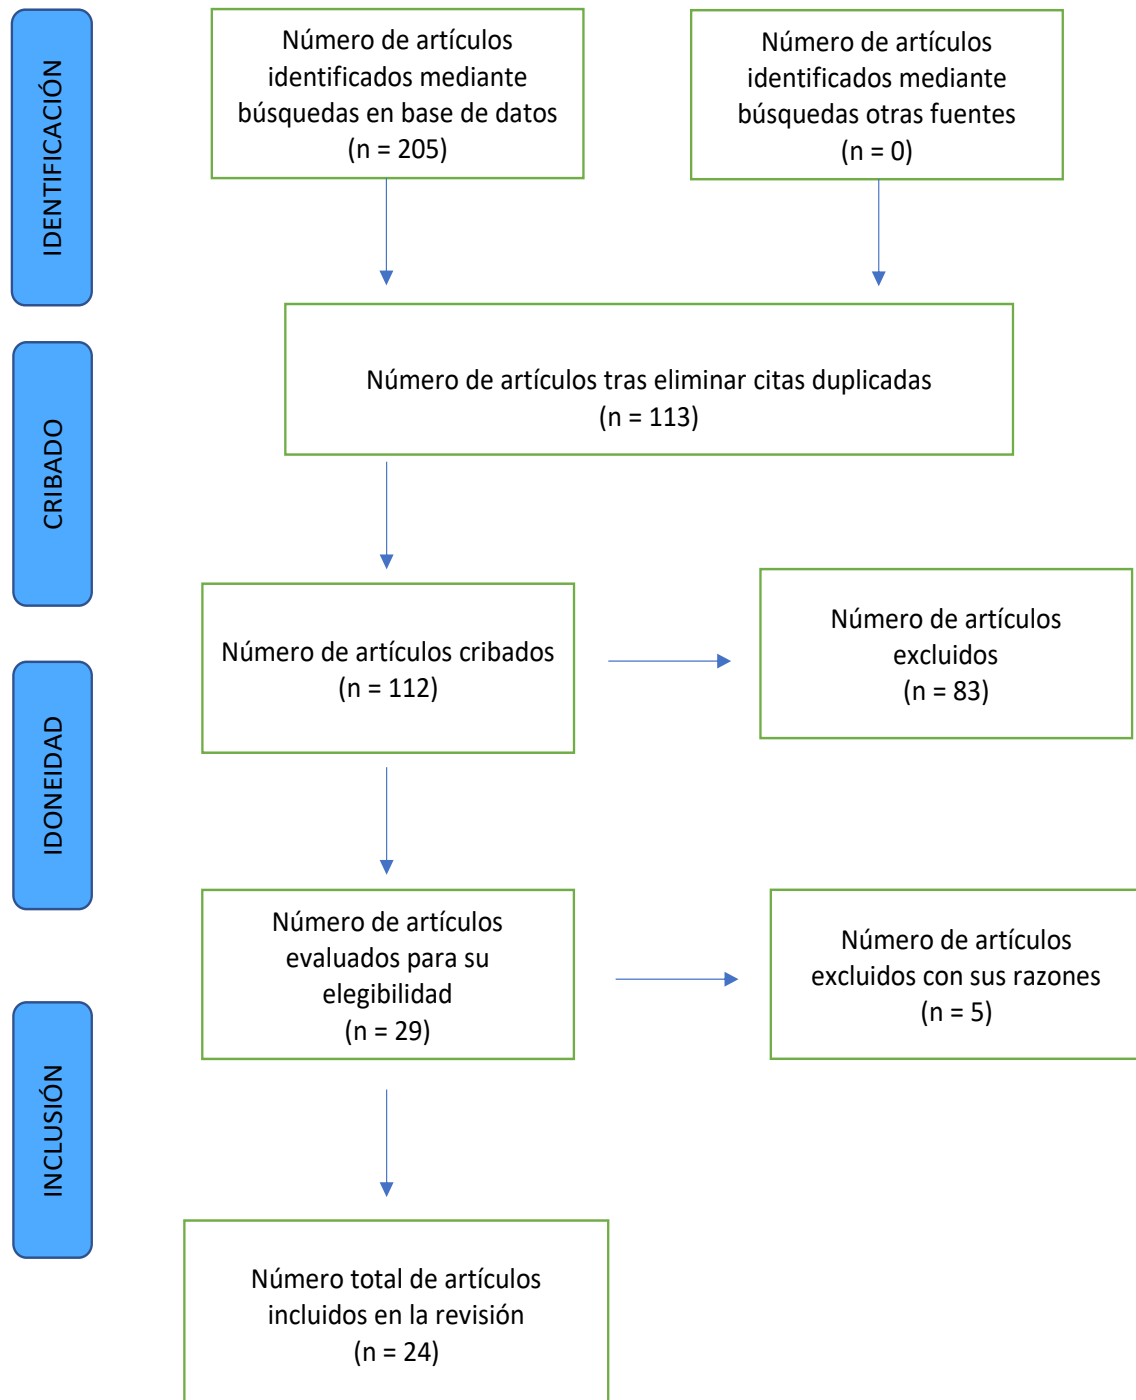 IDENTIFICACIÓN
Número de artículos
identificados mediante
búsquedas en base de datos
(n = 205)
Número de artículos
identificados mediante
búsquedas otras fuentes
(n = 0)
CRIBADO
Número de artículos tras eliminar citas duplicadas
(n = 113)
Número de artículos cribados
(n = 112)
Número de artículos
excluidos
(n = 83)
IDONEIDAD
Número de artículos
evaluados para su
elegibilidad
(n = 29)
Número de artículos
excluidos con sus razones
(n = 5)
INCLUSIÓN
Número total de artículos
incluidos en la revisión
(n = 24)